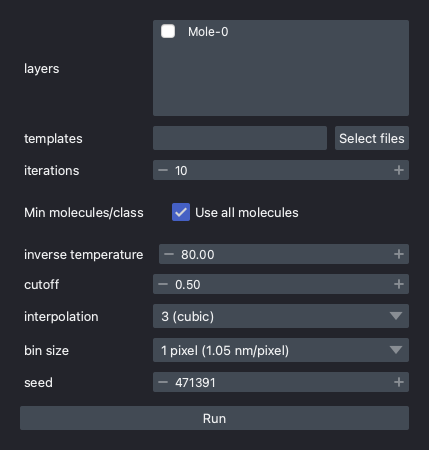 Mole-0
layers
templates Select files
iterations 10
Min molecules/class Use all molecules
inverse temperature 80.00
cutoff 0.50
interpolation 3 (cubic)
bin size 1 pixel (1.05 nm/pixel)
seed 471391
Run